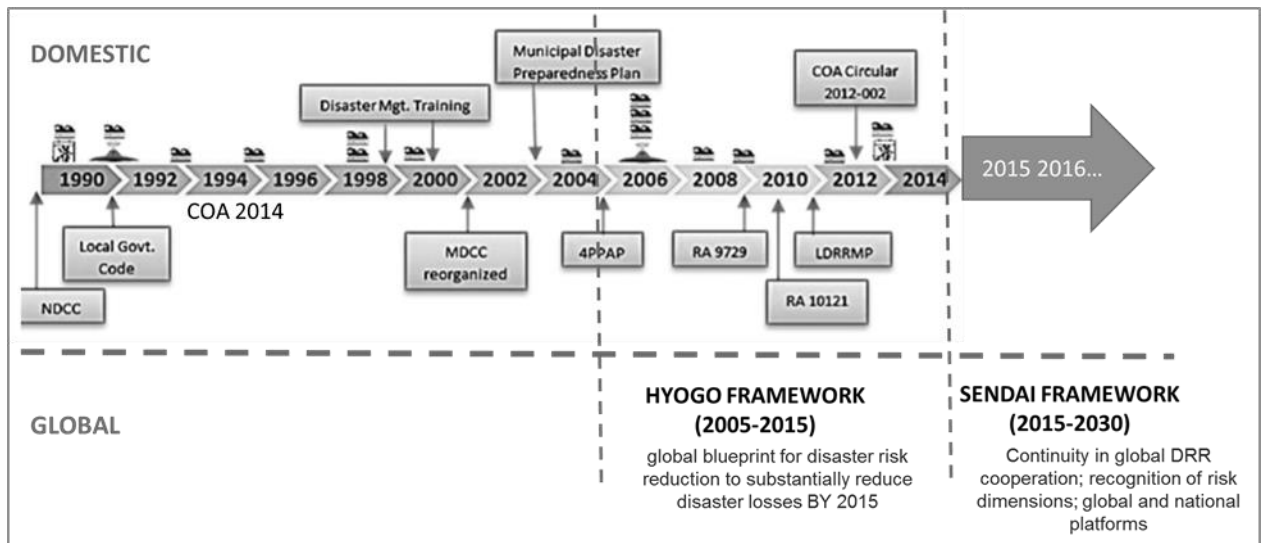 DOMESTIC
Municipal Disaster
Preparedness Plan
COA Circular
2012-002
Disaster Mgt. Training
1990 1992 1994 1996 1998 2000 2002 2004 2006 2008 2010 2012 2014
2015 2016...
COA 2014
Local Govt.
Code
MDCC
reorganized
4PPAP
RA 9729
LDRRMP
NDCC
RA 10121
GLOBAL
HYOGO FRAMEWORK
(2005-2015)
global blueprint for disaster risk
reduction to substantially reduce
disaster losses BY 2015
SENDAI FRAMEWORK
(2015-2030)
Continuity in global DRR
cooperation; recognition of risk
dimensions; global and national
platforms